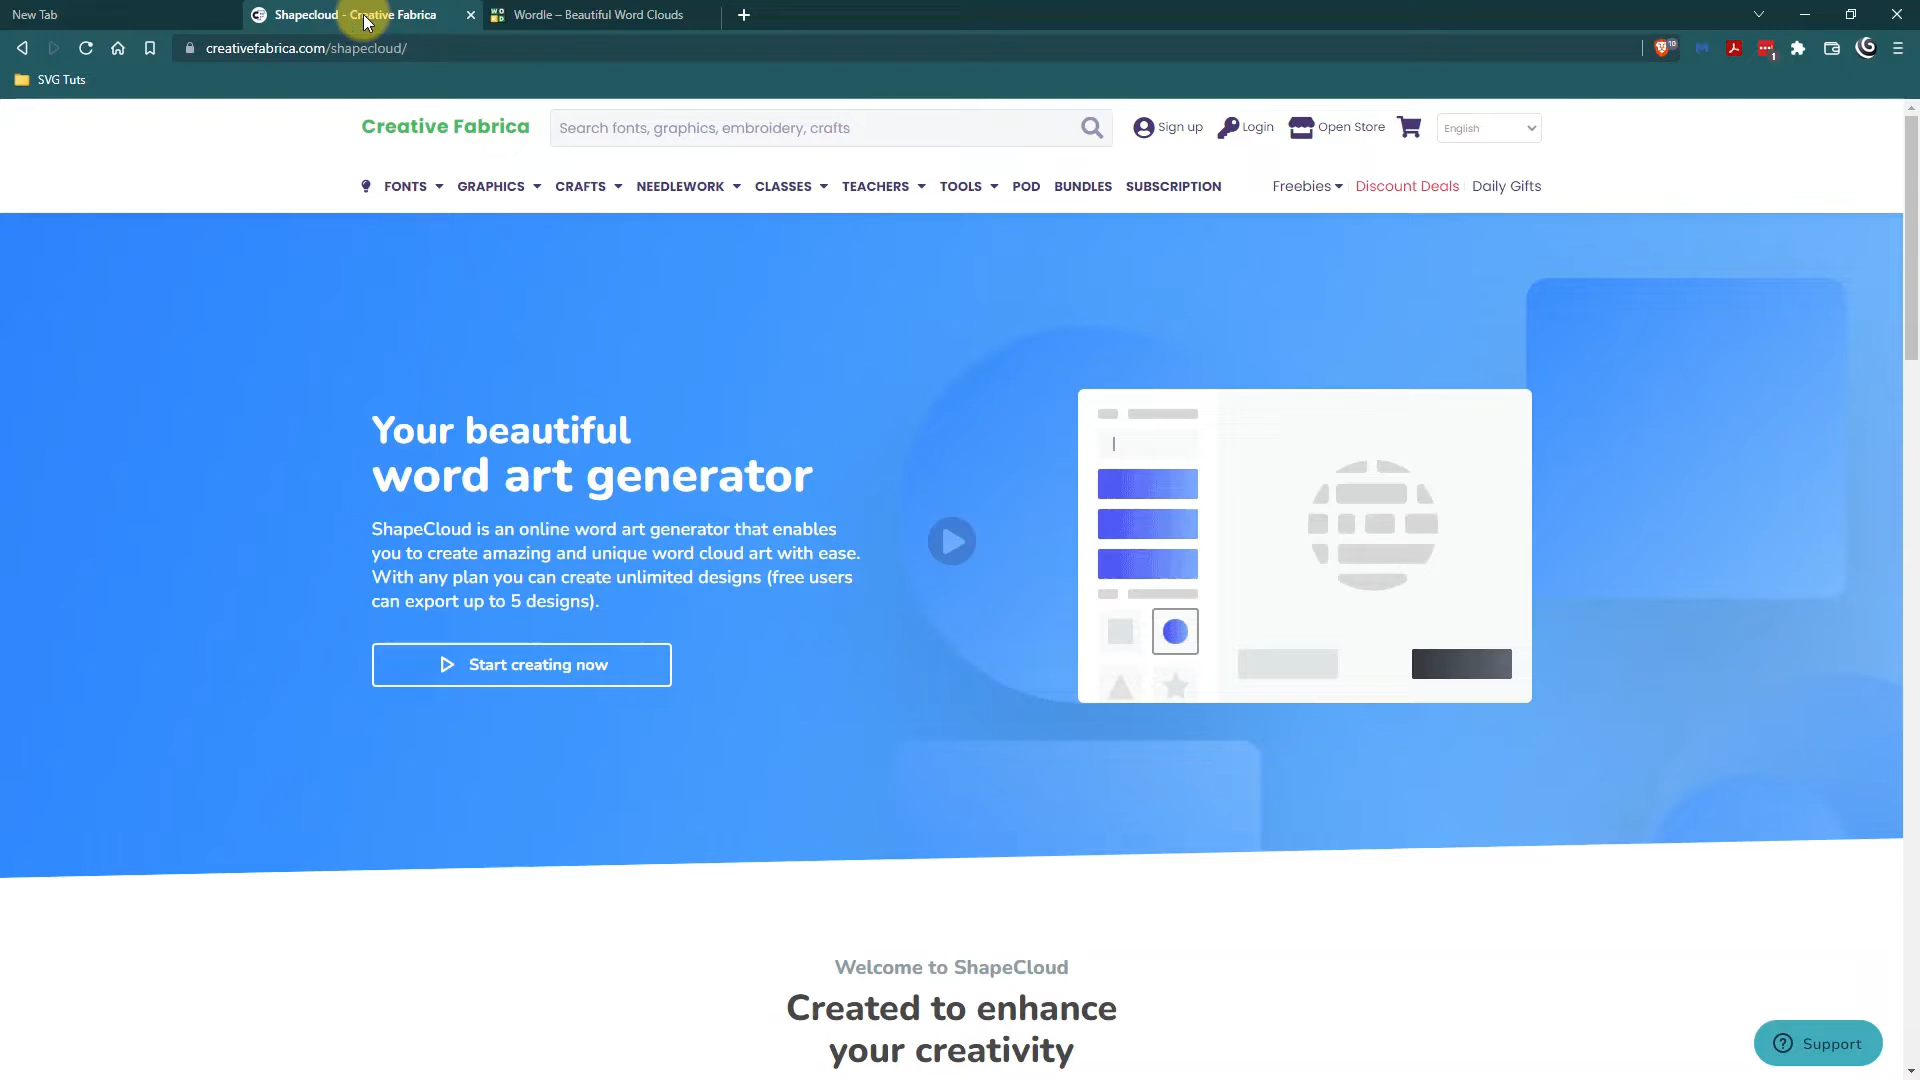 New Tab
Shapecloud - Creative Fabrica
Wordle – Beautiful Word Clouds
creativefabrica.com/shapecloud/
10
1
SVG Tuts
Creative Fabrica
Search fonts, graphics, embroidery, crafts
Sign up
Login
Open Store
English
FONTS
GRAPHICS
CRAFTS
NEEDLEWORK
CLASSES
TEACHERS
TOOLS
POD
BUNDLES
SUBSCRIPTION
Freebies
Discount Deals
Daily Gifts
Your beautiful
word art generator
ShapeCloud is an online word art generator that enables
you to create amazing and unique word cloud art with ease.
With any plan you can create unlimited designs (free users
can export up to 5 designs).
Start creating now
Welcome to ShapeCloud
Created to enhance
your creativity
Support